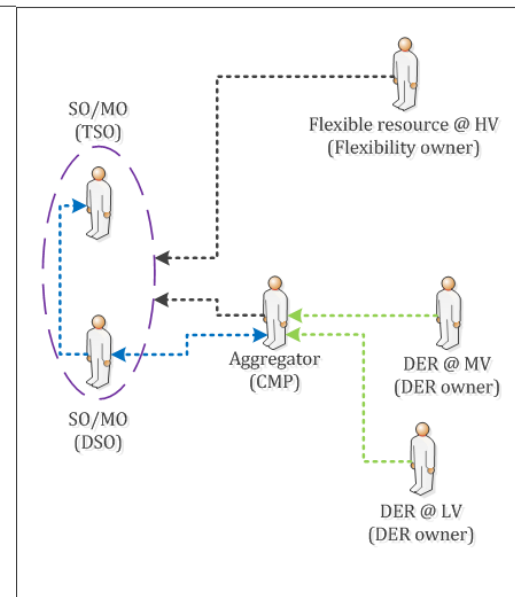 SO/MO
(TSO)
Flexible resource @ HV
(Flexibility owner)
Aggregator
(CMP)
DER @ MV
(DER owner)
SO/MO
(DSO)
DER @ LV
(DER owner)